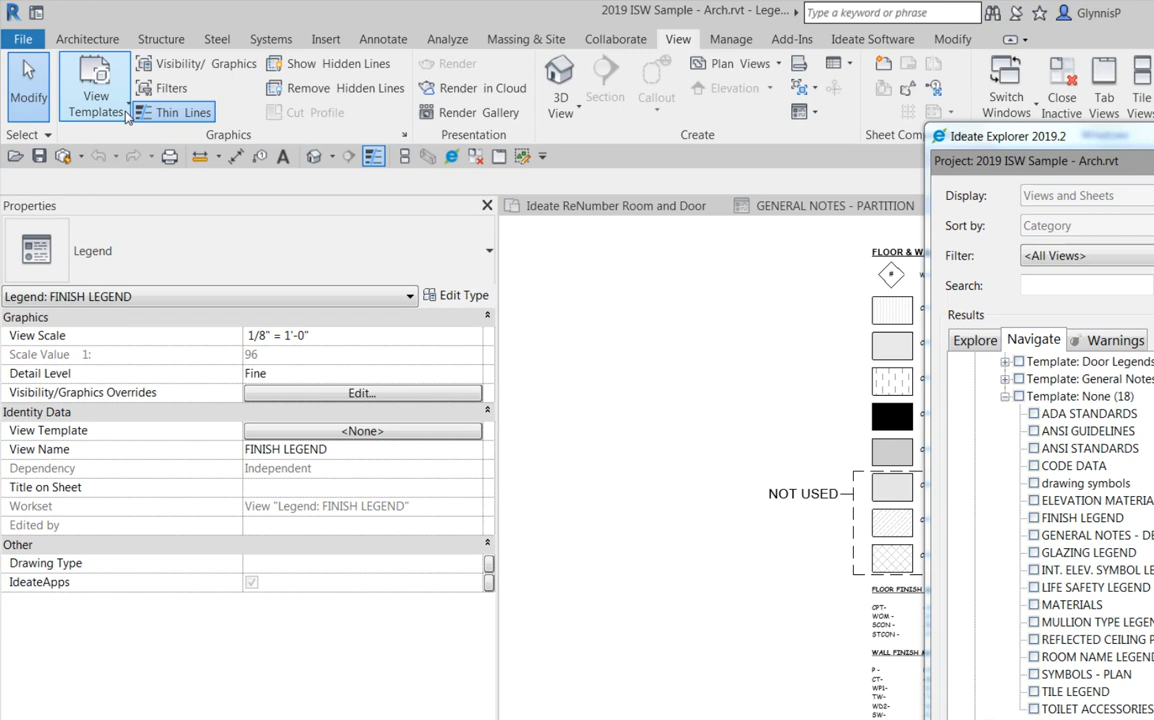 2019 ISW Sample - Arch.rvt - Lege...
Type a keyword or phrase
GlynnisP
File Architecture Structure Steel Systems Insert Annotate Analyze Massing & Site Collaborate View Manage Add-Ins Ideate Software Modify
Modify
View Templates
Visibility/ Graphics
Filters
Thin Lines
Show Hidden Lines
Remove Hidden Lines
Cut Profile
Render
Render in Cloud
Render Gallery
3D View
Section
Callout
Plan Views
Elevation
Switch Windows
Close Inactive
Tab Views
Tile Views
Select
Graphics
Presentation
Create
Sheet Com
Properties
Legend
Legend: FINISH LEGEND
Edit Type
Graphics
View Scale 1/8" = 1'-0"
Scale Value 1: 96
Detail Level Fine
Visibility/Graphics Overrides Edit...
Identity Data
View Template <None>
View Name FINISH LEGEND
Dependency Independent
Title on Sheet
Workset View "Legend: FINISH LEGEND"
Edited by
Other
Drawing Type
IdeateApps
Ideate ReNumber Room and Door
GENERAL NOTES - PARTITION
FLOOR & W
#
NOT USED
FLOOR FINISH
CPT-
WOM -
SCON -
STCON -
WALL FINISH
P -
CT-
WP1-
TW-
WD2-
SW-
Ideate Explorer 2019.2
Project: 2019 ISW Sample - Arch.rvt
Display: Views and Sheets
Sort by: Category
Filter: <All Views>
Search:
Results
Explore Navigate Warnings
Template: Door Legends
Template: General Notes
Template: None (18)
ADA STANDARDS
ANSI GUIDELINES
ANSI STANDARDS
CODE DATA
drawing symbols
ELEVATION MATERIA
FINISH LEGEND
GENERAL NOTES - DE
GLAZING LEGEND
INT. ELEV. SYMBOL LE
LIFE SAFETY LEGEND
MATERIALS
MULLION TYPE LEGEN
REFLECTED CEILING P
ROOM NAME LEGEND
SYMBOLS - PLAN
TILE LEGEND
TOILET ACCESSORIES